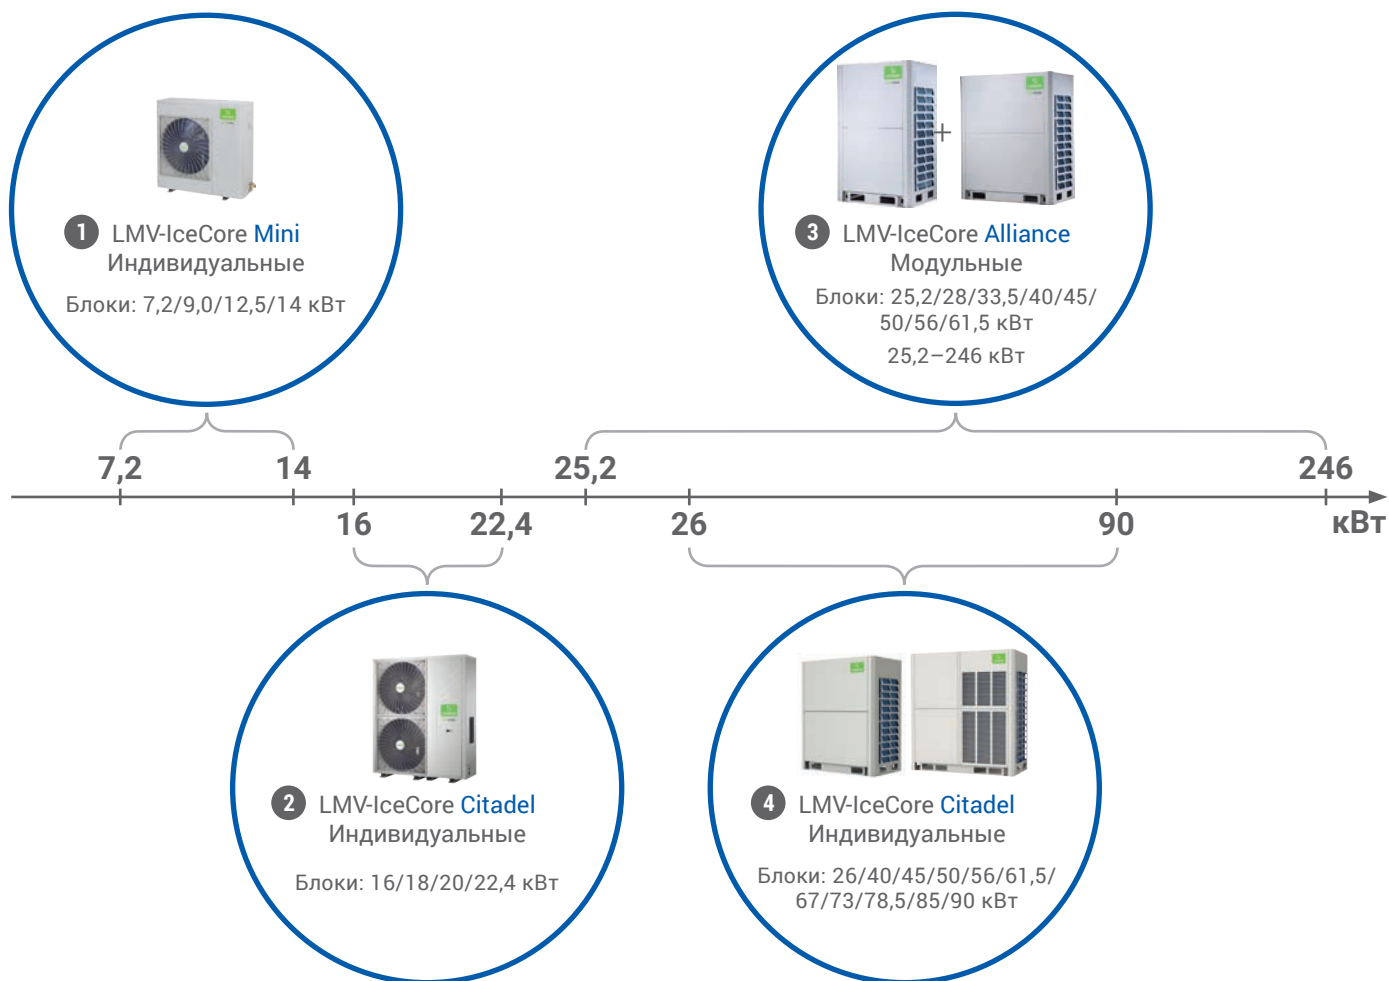 1 LMV-IceCore Mini
Индивидуальные
Блоки: 7,2/9,0/12,5/14 кВт
+
3 LMV-IceCore Alliance
Модульные
Блоки: 25,2/28/33,5/40/45/
50/56/61,5 кВт
25,2–246 кВт
7,2 14 25,2 246
16 22,4 26 90 кВт
2 LMV-IceCore Citadel
Индивидуальные
Блоки: 16/18/20/22,4 кВт
4 LMV-IceCore Citadel
Индивидуальные
Блоки: 26/40/45/50/56/61,5/
67/73/78,5/85/90 кВт